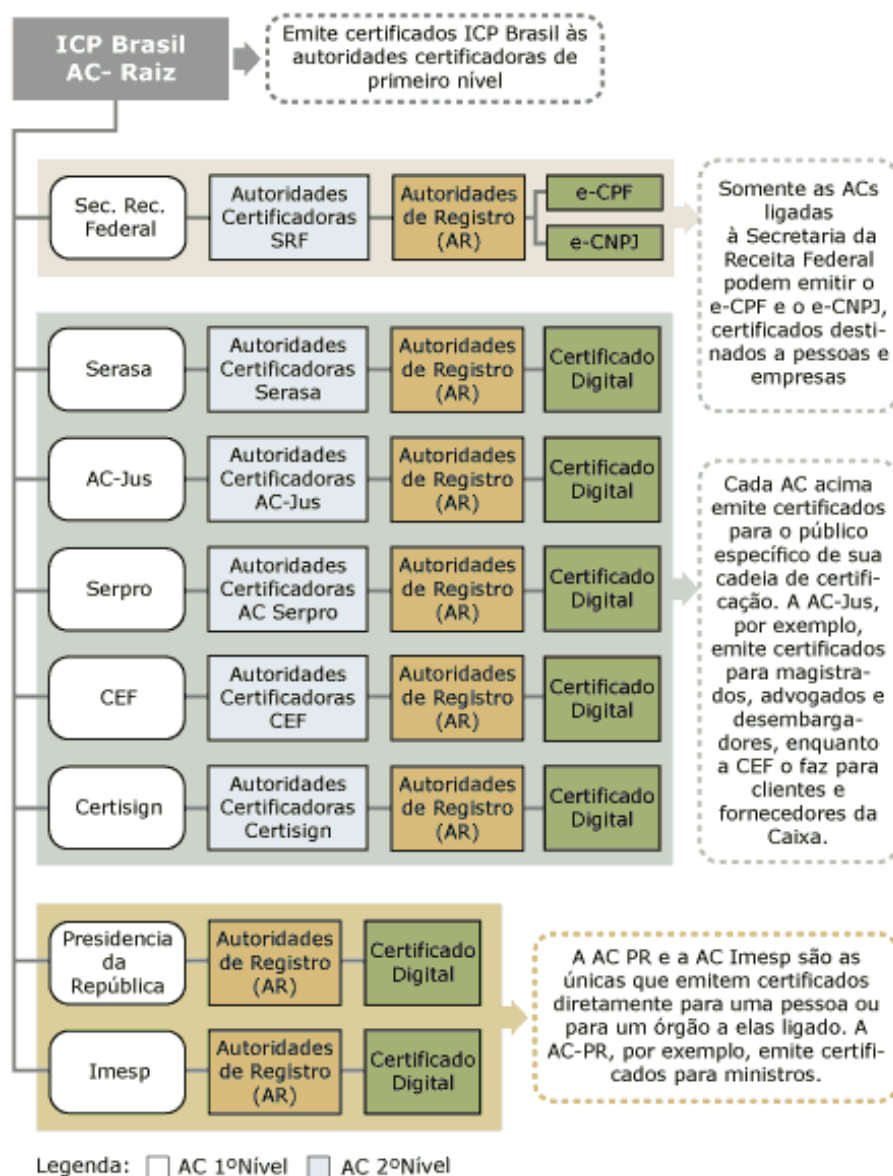 ICP Brasil
AC- Raiz
Emite certificados ICP Brasil às
autoridades certificadoras de
primeiro nível
Sec. Rec.
Federal
Autoridades
Certificadoras
SRF
Autoridades
de Registro
(AR)
e-CPF
e-CNPJ
Somente as ACs
ligadas
à Secretaria da
Receita Federal
podem emitir o
e-CPF e o e-CNPJ,
certificados desti-
nados a pessoas e
empresas
Serasa
Autoridades
Certificadoras
Serasa
Autoridades
de Registro
(AR)
Certificado
Digital
AC-Jus
Autoridades
Certificadoras
AC-Jus
Autoridades
de Registro
(AR)
Certificado
Digital
Serpro
Autoridades
Certificadoras
AC Serpro
Autoridades
de Registro
(AR)
Certificado
Digital
CEF
Autoridades
Certificadoras
CEF
Autoridades
de Registro
(AR)
Certificado
Digital
Certisign
Autoridades
Certificadoras
Certisign
Autoridades
de Registro
(AR)
Certificado
Digital
Cada AC acima
emite certificados
para o público
específico de sua
cadeia de certifi-
cação. A AC-Jus,
por exemplo,
emite certificados
para magistra-
dos, advogados e
desembarga-
dores, enquanto
a CEF o faz para
clientes e
fornecedores da
Caixa.
Presidencia
da
República
Autoridades
de Registro
(AR)
Certificado
Digital
Imesp
Autoridades
de Registro
(AR)
Certificado
Digital
A AC PR e a AC Imesp são as
únicas que emitem certificados
diretamente para uma pessoa ou
para um órgão a elas ligado. A
AC-PR, por exemplo, emite certifi-
cados para ministros.
Legenda: AC 1ºNível AC 2ºNível